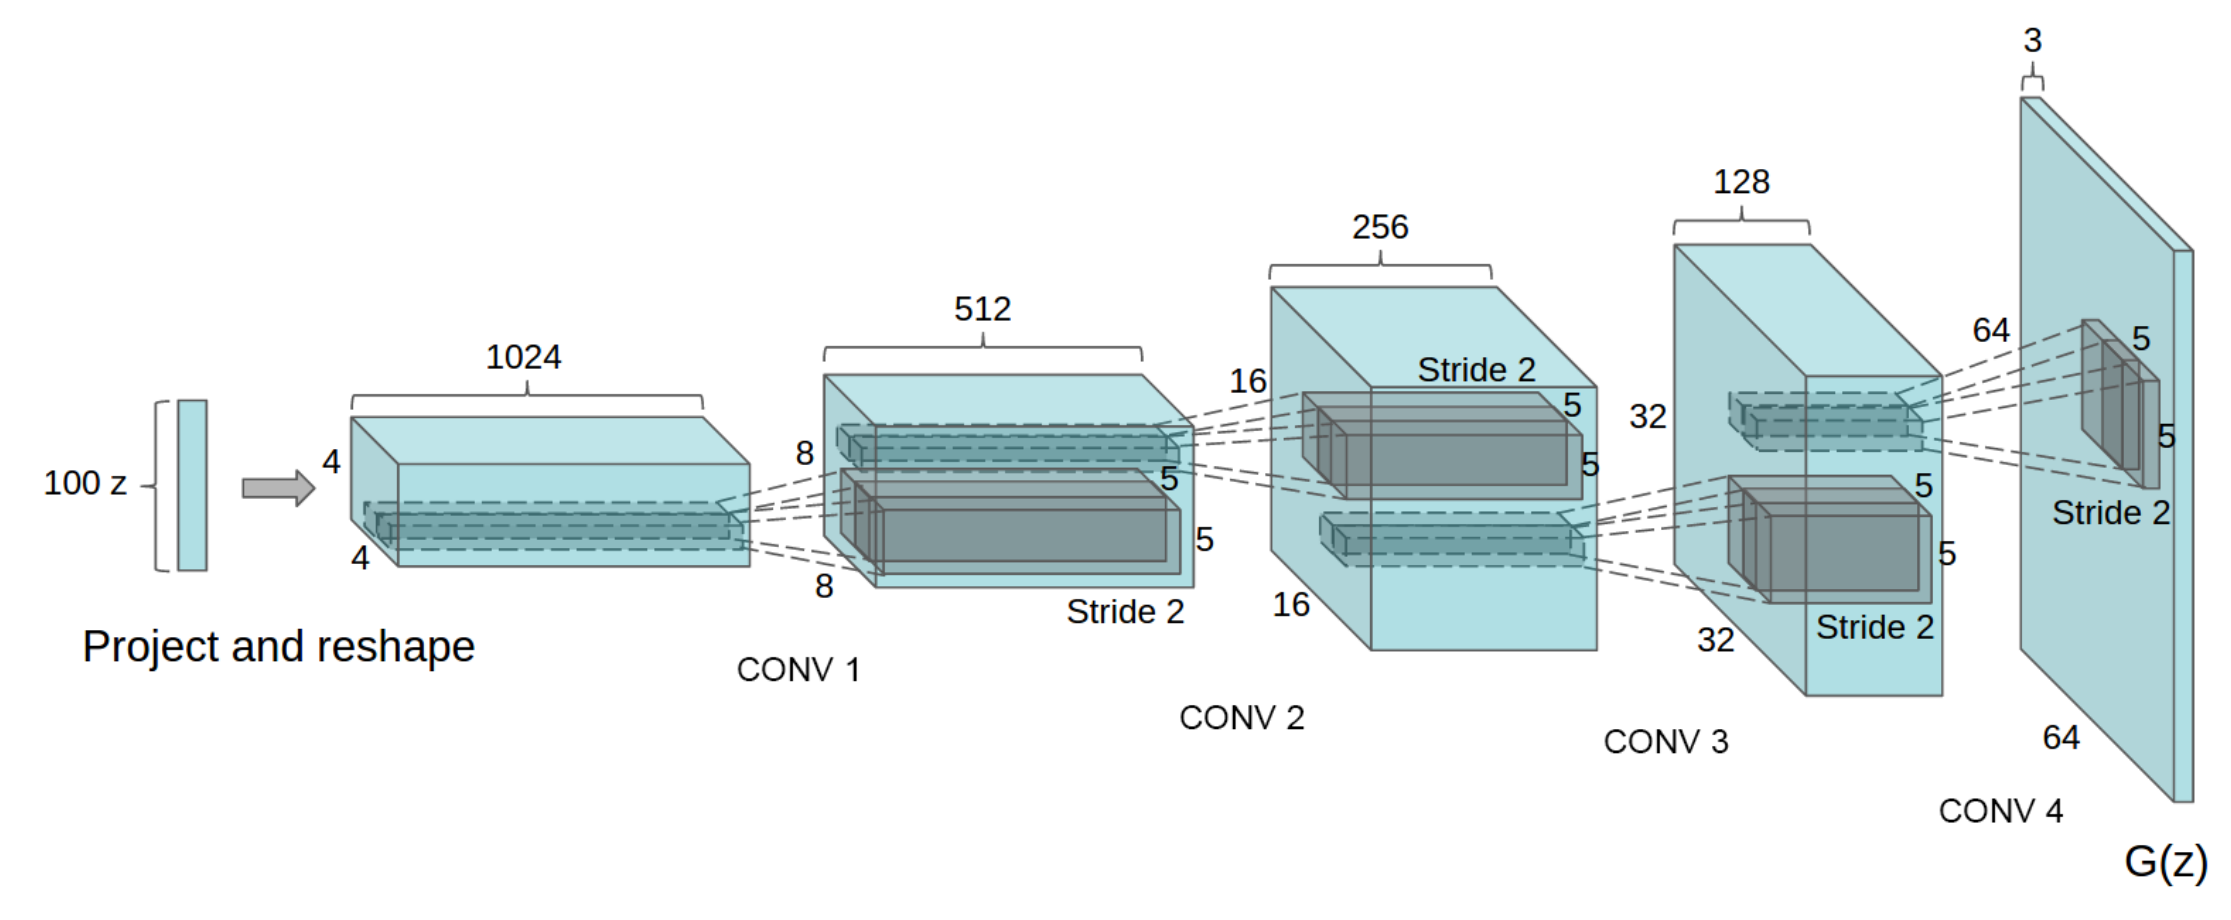 100 z
Project and reshape
1024
4
4
CONV 1
512
8
8
5
5
Stride 2
CONV 2
256
16
16
Stride 2
5
5
CONV 3
128
32
32
5
5
Stride 2
CONV 4
3
64
64
5
5
Stride 2
G(z)